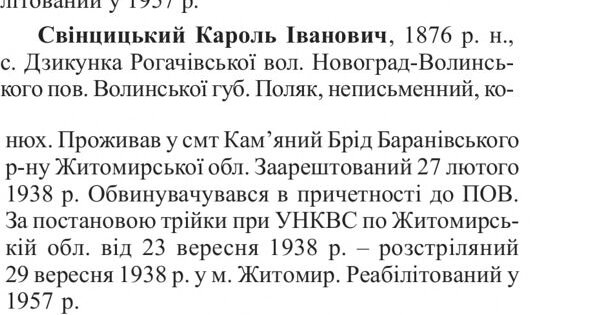 літований у 1957 р.
Свінцицький Кароль Іванович, 1876 р. н.,
с. Дзикунка Рогачівської вол. Новоград-Волинсь-
кого пов. Волинської губ. Поляк, неписьменний, ко-
нюх. Проживав у смт Кам’яний Брід Баранівського
р-ну Житомирської обл. Заарештований 27 лютого
1938 р. Обвинувачувався в причетності до ПОВ.
За постановою трійки при УНКВС по Житомирсь-
кій обл. від 23 вересня 1938 р. – розстріляний
29 вересня 1938 р. у м. Житомир. Реабілітований у
1957 р.